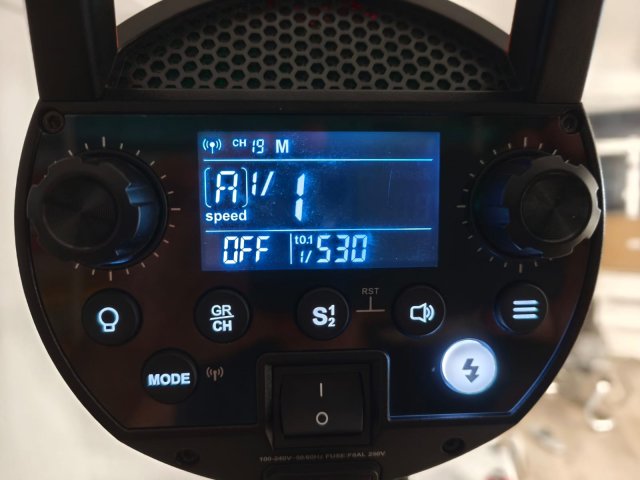 CH 19 M
[A] 1/ 1
speed
OFF t0.1 1/530
RST
GR/CH S1/2
MODE
I
O
100-240V~50/60Hz FUSE:F8AL 250V